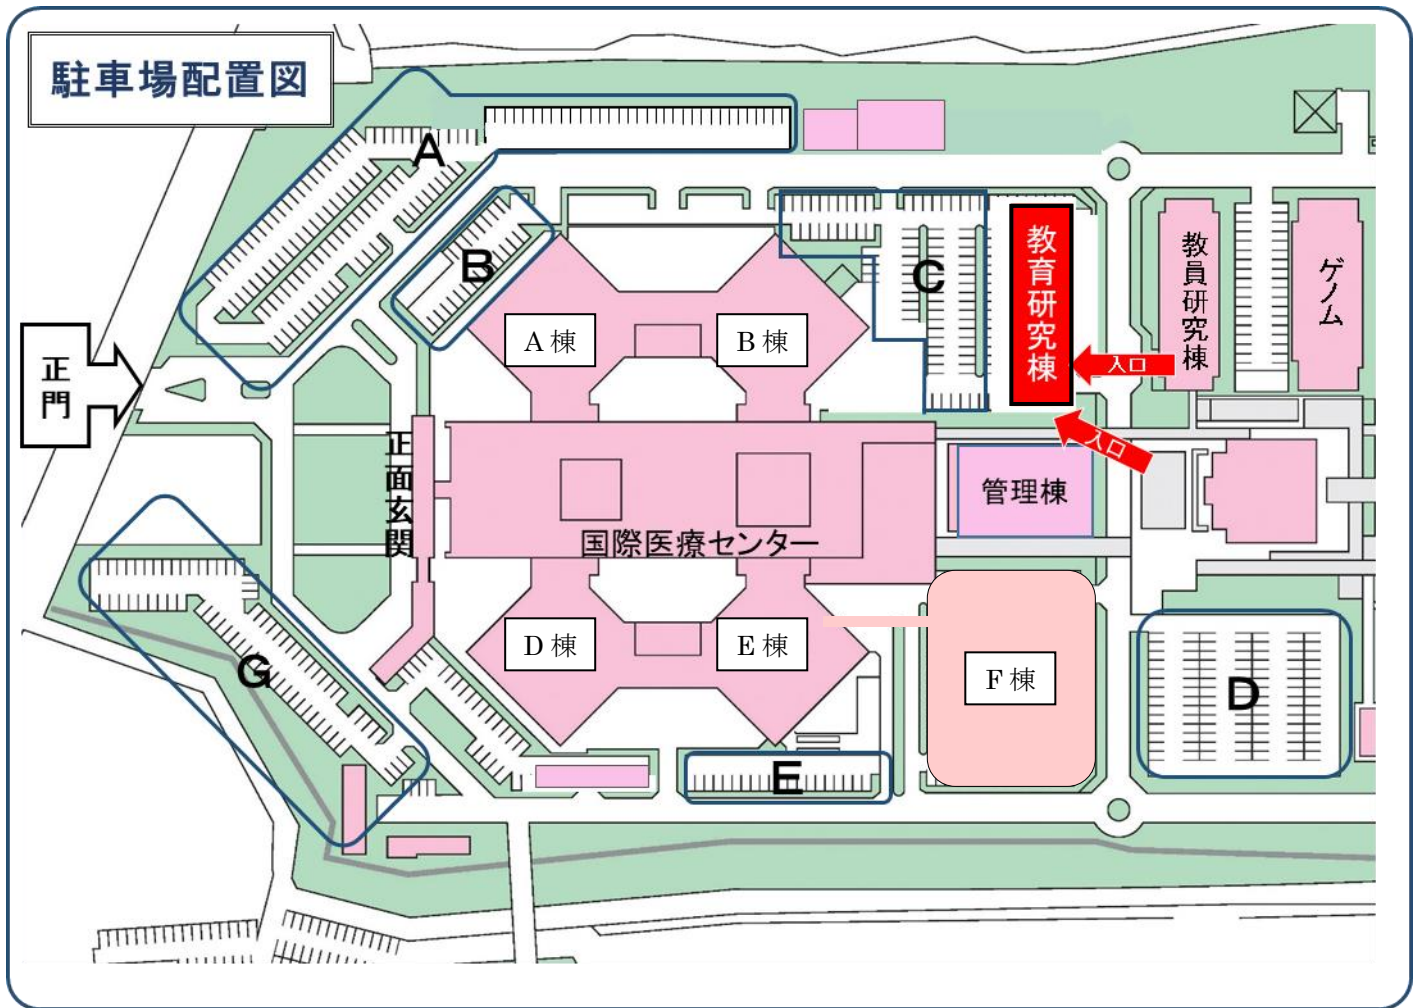 駐車場配置図
A
B
C
教育研究棟
教員研究棟
ゲノム
A 棟
B 棟
正門
入口
入口
正面玄関
管理棟
国際医療センター
D 棟
E 棟
F 棟
G
D
E